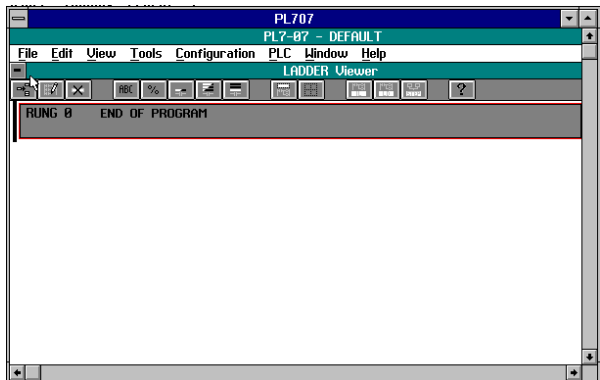 PL707
PL7-07 - DEFAULT
File Edit View Tools Configuration PLC Window Help
LADDER Viewer
ABC % ?
RUNG 0 END OF PROGRAM